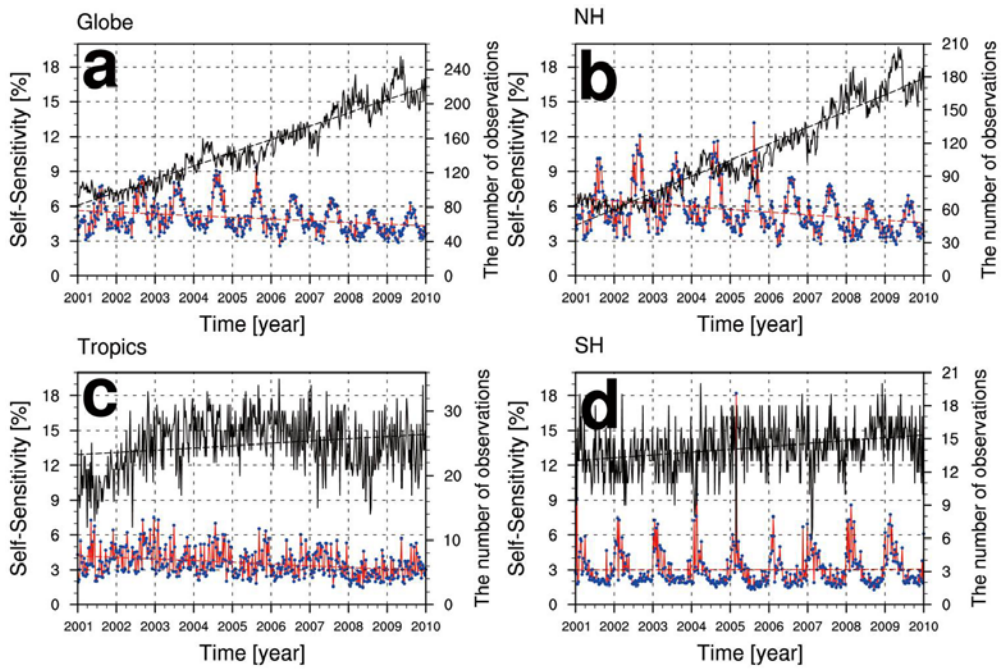 Globe
a
Self-Sensitivity [%]
18
15
12
9
6
3
0
The number of observations
240
200
160
120
80
40
0
2001 2002 2003 2004 2005 2006 2007 2008 2009 2010
Time [year]
NH
b
Self-Sensitivity [%]
18
15
12
9
6
3
0
The number of observations
210
180
150
120
90
60
30
0
2001 2002 2003 2004 2005 2006 2007 2008 2009 2010
Time [year]
Tropics
c
Self-Sensitivity [%]
18
15
12
9
6
3
0
The number of observations
30
20
10
0
2001 2002 2003 2004 2005 2006 2007 2008 2009 2010
Time [year]
SH
d
Self-Sensitivity [%]
18
15
12
9
6
3
0
The number of observations
21
18
15
12
9
6
3
0
2001 2002 2003 2004 2005 2006 2007 2008 2009 2010
Time [year]